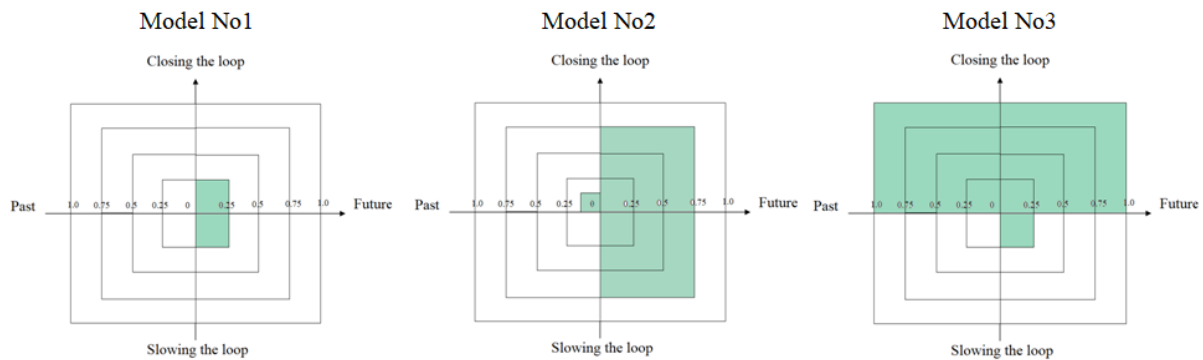 Model No1
Model No2
Model No3
Closing the loop
Closing the loop
Closing the loop
Past
1.0 0.75 0.5 0.25 0 0.25 0.5 0.75 1.0
Future
Past
1.0 0.75 0.5 0.25 0 0.25 0.5 0.75 1.0
Future
Past
1.0 0.75 0.5 0.25 0 0.25 0.5 0.75 1.0
Future
Slowing the loop
Slowing the loop
Slowing the loop